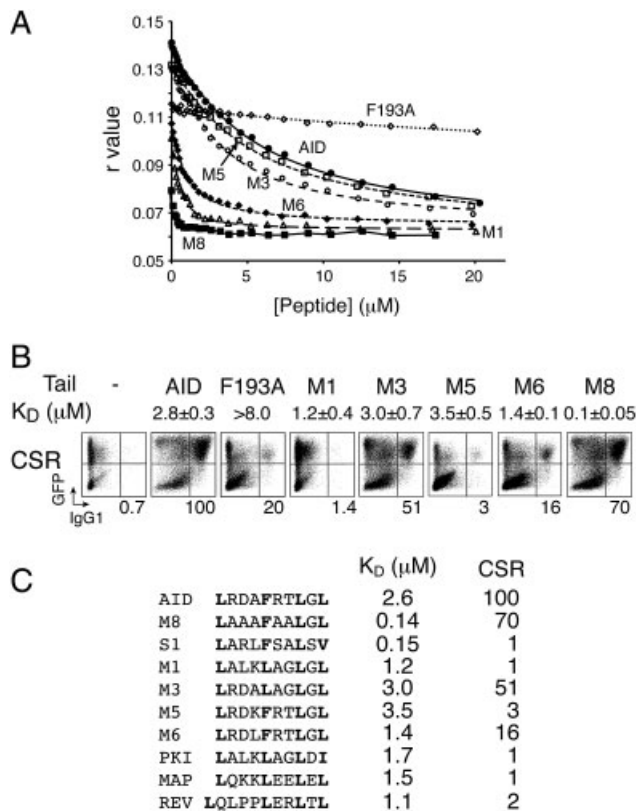 A
0.15
0.13
0.11
0.09
0.07
0.05
r value
F193A
AID
M5
M3
M6
M8
M1
0 5 10 15 20
[Peptide] (μM)
B
Tail - AID F193A M1 M3 M5 M6 M8
KD (μM) 2.8±0.3 >8.0 1.2±0.4 3.0±0.7 3.5±0.5 1.4±0.1 0.1±0.05
CSR
GFP
IgG1
0.7 100 20 1.4 51 3 16 70
C
KD (μM) CSR
AID LRDAFRTLGL 2.6 100
M8 LAAAFAALGL 0.14 70
S1 LARLFSALSV 0.15 1
M1 LALKLAGLGL 1.2 1
M3 LRDALAGLGL 3.0 51
M5 LRDKFRTLGL 3.5 3
M6 LRDLFRTLGL 1.4 16
PKI LALKLAGLDI 1.7 1
MAP LQKKLEELEL 1.5 1
REV LQLPPLERLTL 1.1 2